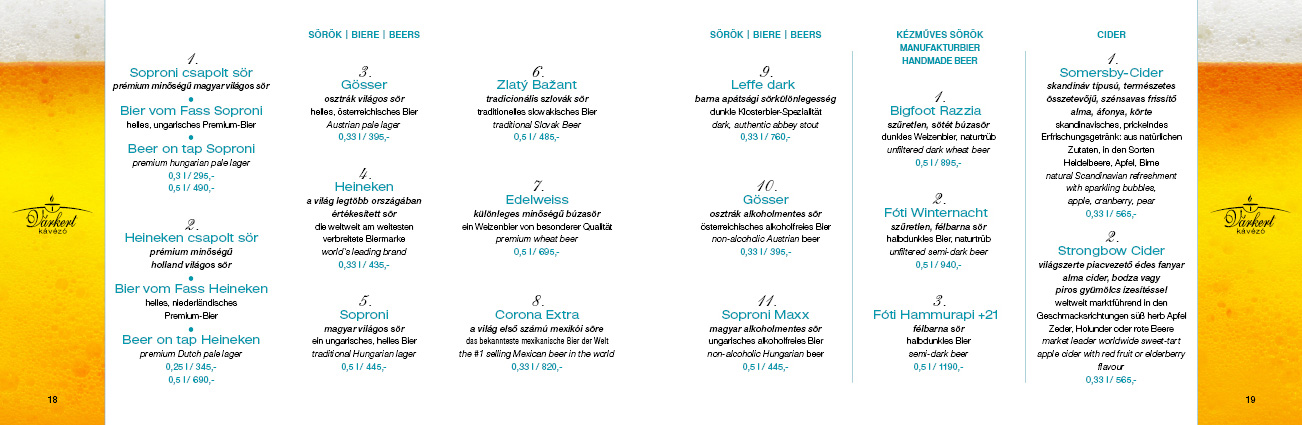 SÖRÖK | BIERE | BEERS
1.
Soproni csapolt sör
prémium minőségű magyar világos sör
•
Bier vom Fass Soproni
helles, ungarisches Premium-Bier
•
Beer on tap Soproni
premium hungarian pale lager
0,3 l / 295,-
0,5 l / 490,-
2.
Heineken csapolt sör
prémium minőségű
holland világos sör
•
Bier vom Fass Heineken
helles, niederländisches
Premium-Bier
•
Beer on tap Heineken
premium Dutch pale lager
0,25 l / 345,-
0,5 l / 690,-
3.
Gösser
osztrák világos sör
helles, österreichisches Bier
Austrian pale lager
0,33 l / 395,-
4.
Heineken
a világ legtöbb országában
értékesített sör
die weltweit am weitesten
verbreitete Biermarke
world's leading brand
0,33 l / 435,-
5.
Soproni
magyar világos sör
ein ungarisches, helles Bier
traditional Hungarian lager
0,5 l / 445,-
6.
Zlatý Bažant
tradicionális szlovák sör
traditionelles slowakisches Bier
traditional Slovak Beer
0,5 l / 485,-
7.
Edelweiss
különleges minőségű búzasör
ein Weizenbier von besonderer Qualität
premium wheat beer
0,5 l / 695,-
8.
Corona Extra
a világ első számú mexikói söre
das bekannteste mexikanische Bier der Welt
the #1 selling Mexican beer in the world
0,33 l / 820,-
Várkert
kávézó
18
SÖRÖK | BIERE | BEERS
9.
Leffe dark
barna apátsági sörkülönlegesség
dunkle Klosterbier-Spezialität
dark, authentic abbey stout
0,33 l / 760,-
10.
Gösser
osztrák alkoholmentes sör
österreichisches alkoholfreies Bier
non-alcoholic Austrian beer
0,33 l / 395,-
11.
Soproni Maxx
magyar alkoholmentes sör
ungarisches alkoholfreies Bier
non-alcoholic Hungarian beer
0,5 l / 445,-
KÉZMŰVES SÖRÖK
MANUFAKTURBIER
HANDMADE BEER
1.
Bigfoot Razzia
szűretlen, sötét búzasör
dunkles Weizenbier, naturtrüb
unfiltered dark wheat beer
0,5 l / 895,-
2.
Fóti Winternacht
szűretlen, félbarna sör
halbdunkles Bier, naturtrüb
unfiltered semi-dark beer
0,5 l / 940,-
3.
Fóti Hammurapi +21
félbarna sör
halbdunkles Bier
semi-dark beer
0,5 l / 1190,-
CIDER
1.
Somersby-Cider
skandináv típusú, természetes
összetevőjű, szénsavas frissítő
alma, áfonya, körte
skandinavisches, prickelndes
Erfrischungsgetränk: aus natürlichen
Zutaten, in den Sorten
Heidelbeere, Apfel, Birne
natural Scandinavian refreshment
with sparkling bubbles,
apple, cranberry, pear
0,33 l / 565,-
2.
Strongbow Cider
világszerte piacvezető édes fanyar
alma cider, bodza vagy
piros gyümölcs ízesítéssel
weltweit marktführend in den
Geschmacksrichtungen süß herb Apfel
Zeder, Holunder oder rote Beere
market leader worldwide sweet-tart
apple cider with red fruit or elderberry
flavour
0,33 l / 565,-
Várkert
kávézó
19